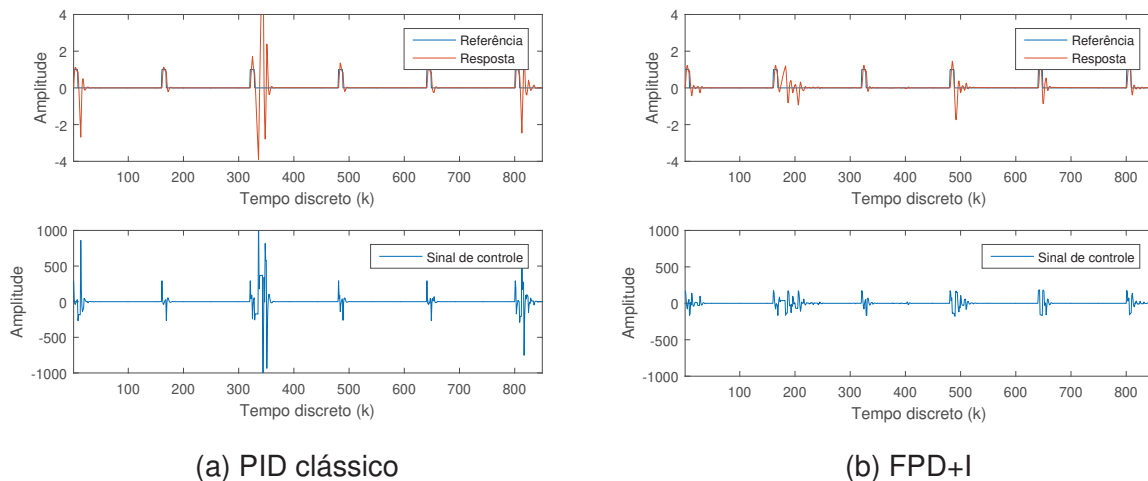 4
2
0
-2
-4
Amplitude
100 200 300 400 500 600 700 800
Tempo discreto (k)
Referência
Resposta
1000
500
0
-500
-1000
Amplitude
100 200 300 400 500 600 700 800
Tempo discreto (k)
Sinal de controle
(a) PID clássico
4
2
0
-2
-4
Amplitude
100 200 300 400 500 600 700 800
Tempo discreto (k)
Referência
Resposta
1000
500
0
-500
-1000
Amplitude
100 200 300 400 500 600 700 800
Tempo discreto (k)
Sinal de controle
(b) FPD+I